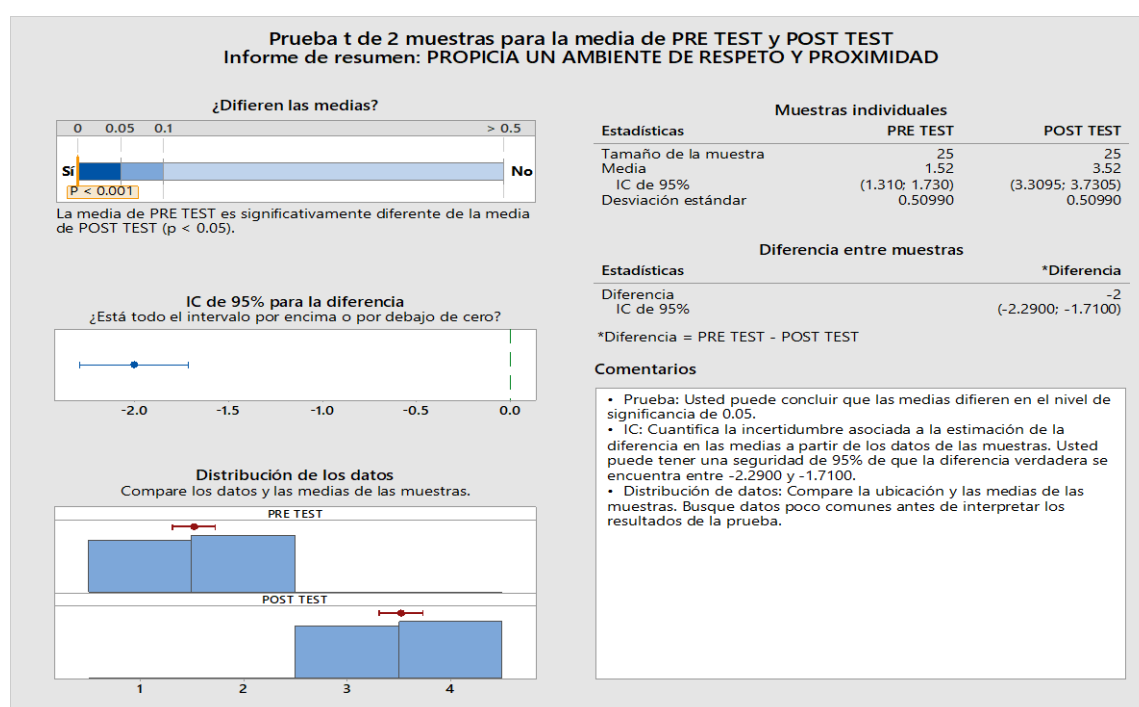 Prueba t de 2 muestras para la media de PRE TEST y POST TEST
Informe de resumen: PROPICIA UN AMBIENTE DE RESPETO Y PROXIMIDAD
¿Difieren las medias?
0 0.05 0.1 > 0.5
Sí No
P < 0.001
La media de PRE TEST es significativamente diferente de la media
de POST TEST (p < 0.05).
IC de 95% para la diferencia
¿Está todo el intervalo por encima o por debajo de cero?
-2.0 -1.5 -1.0 -0.5 0.0
Distribución de los datos
Compare los datos y las medias de las muestras.
PRE TEST
POST TEST
1 2 3 4
Muestras individuales
Estadísticas PRE TEST POST TEST
Tamaño de la muestra 25 25
Media 1.52 3.52
IC de 95% (1.310; 1.730) (3.3095; 3.7305)
Desviación estándar 0.50990 0.50990
Diferencia entre muestras
Estadísticas *Diferencia
Diferencia -2
IC de 95% (-2.2900; -1.7100)
*Diferencia = PRE TEST - POST TEST
Comentarios
• Prueba: Usted puede concluir que las medias difieren en el nivel de
significancia de 0.05.
• IC: Cuantifica la incertidumbre asociada a la estimación de la
diferencia en las medias a partir de los datos de las muestras. Usted
puede tener una seguridad de 95% de que la diferencia verdadera se
encuentra entre -2.2900 y -1.7100.
• Distribución de datos: Compare la ubicación y las medias de las
muestras. Busque datos poco comunes antes de interpretar los
resultados de la prueba.